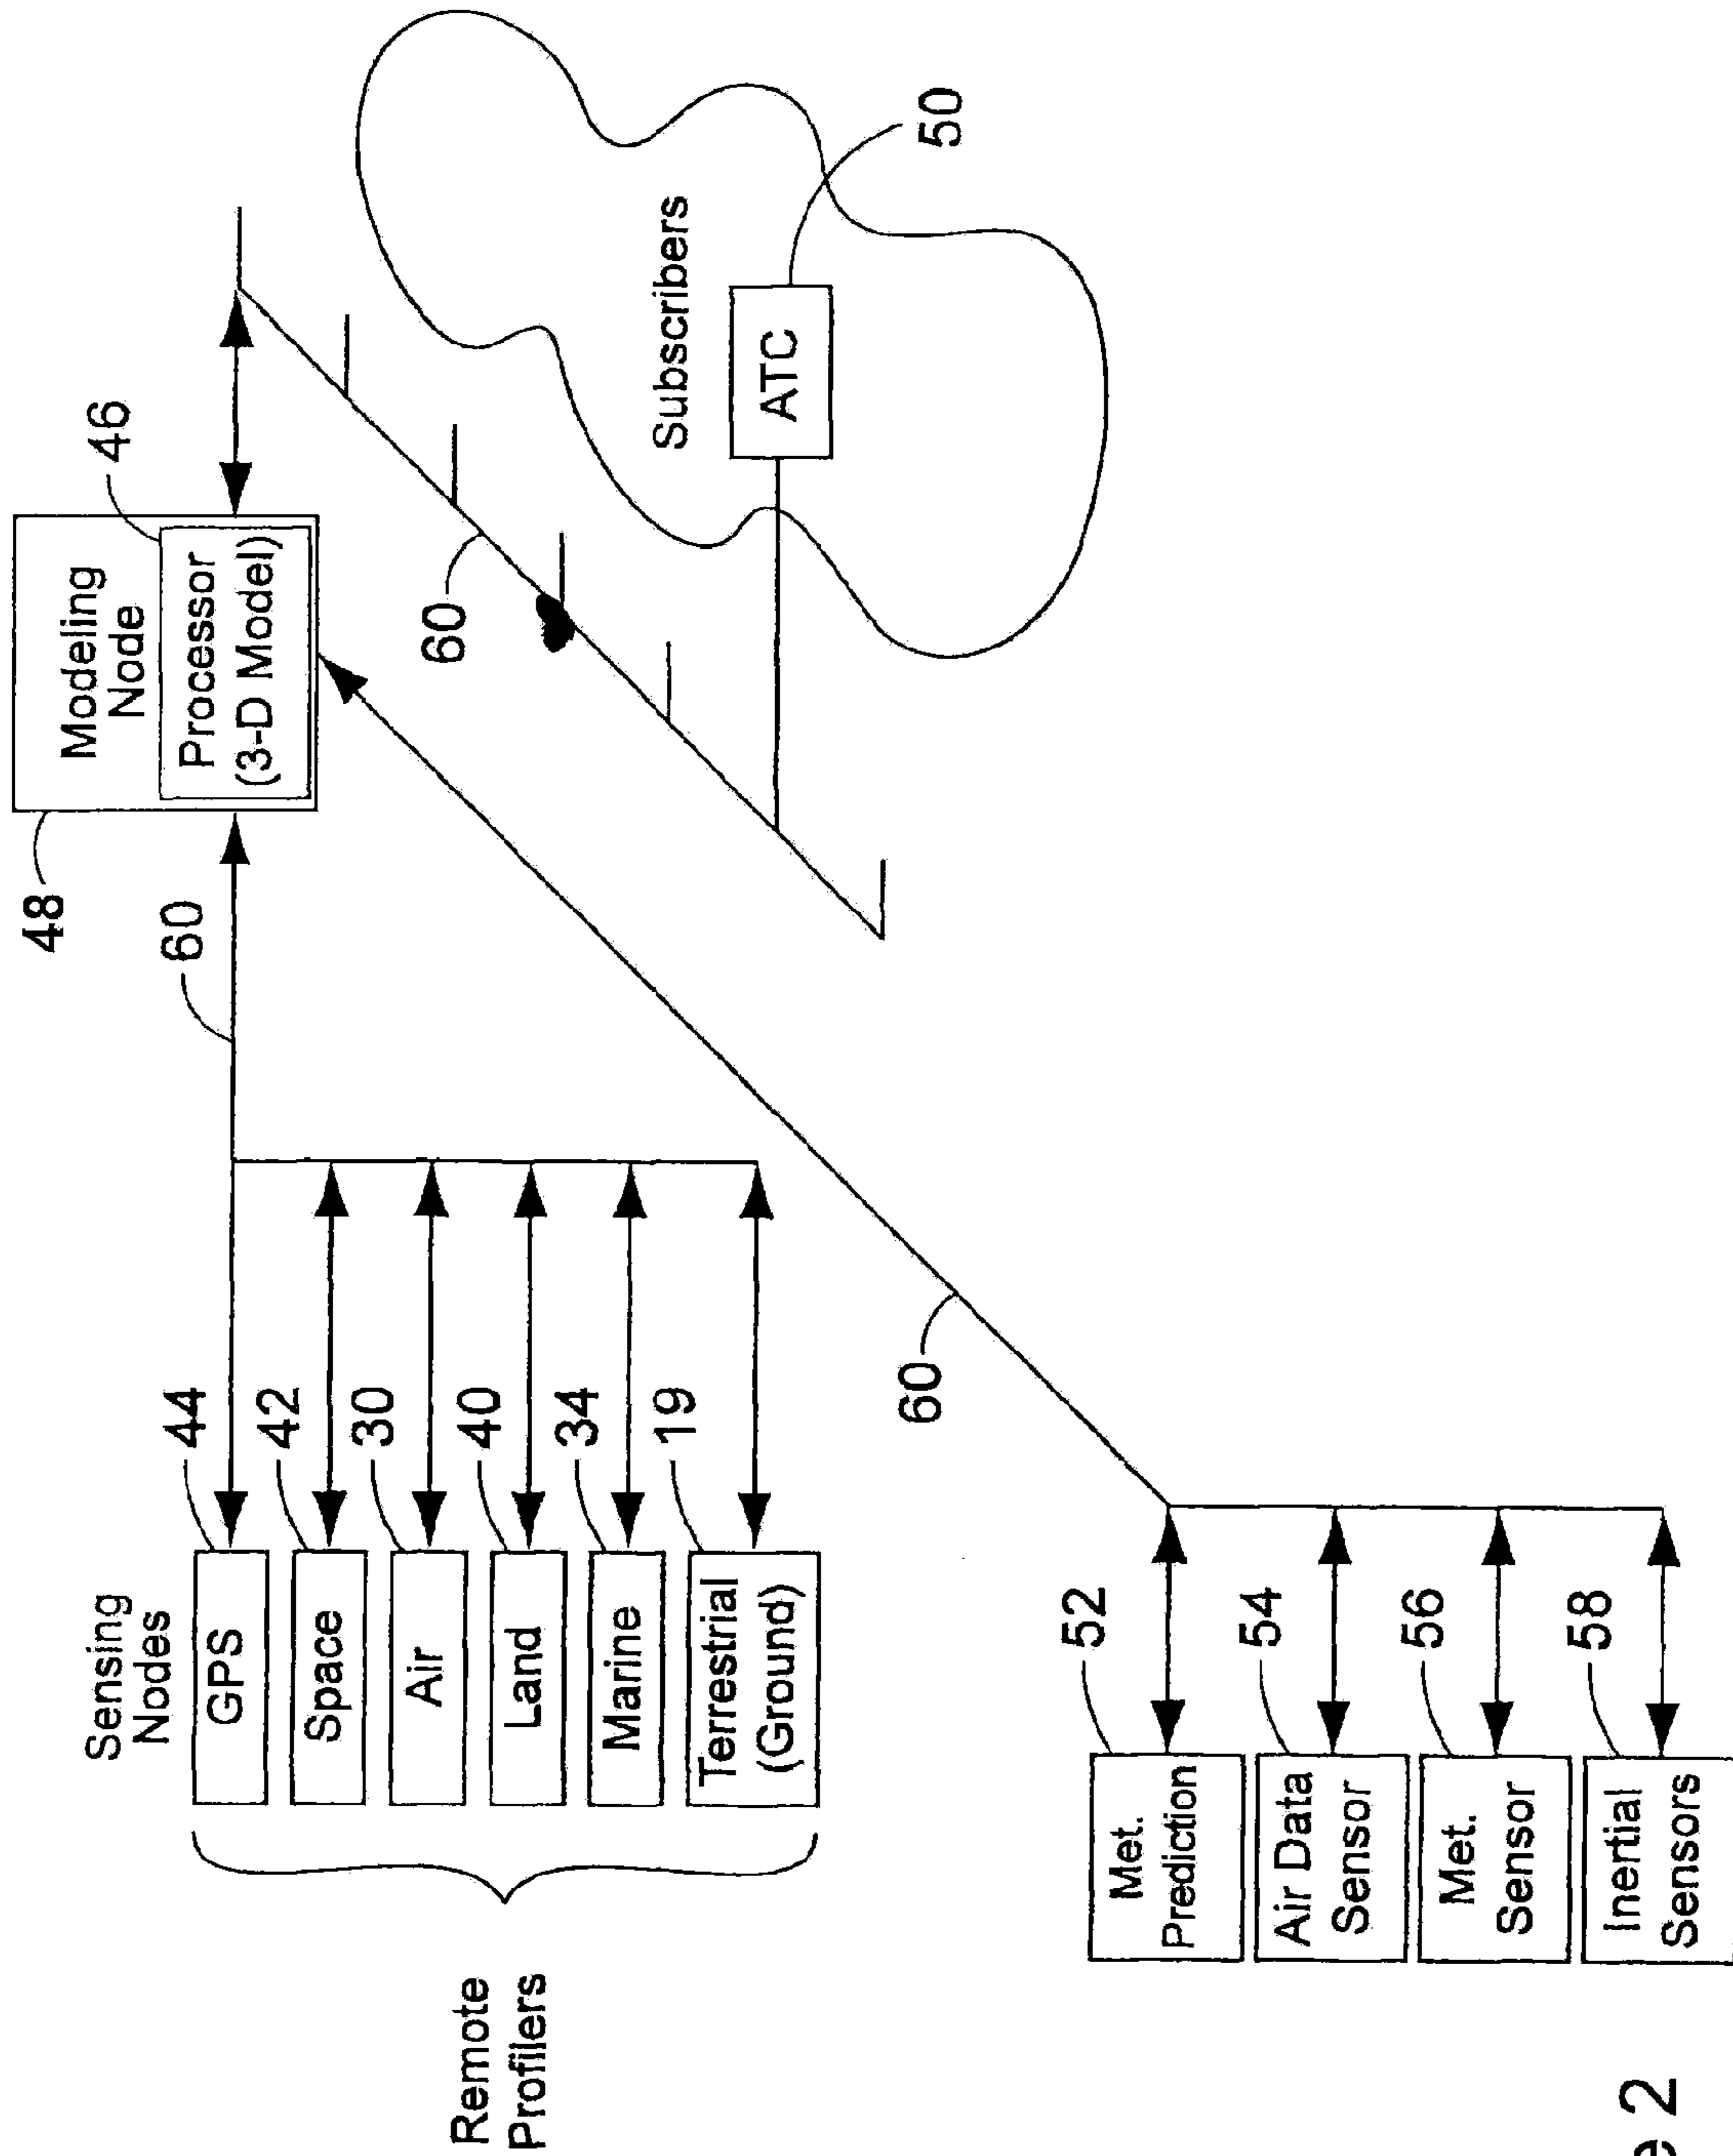 Remote
Profilers
Sensing
Nodes
GPS
44
Space
42
Air
30
Land
40
Marine
34
Terrestrial
(Ground)
19
60
48
Modeling
Node
Processor
(3-D Model)
46
60
Subscribers
ATC
50
60
Met.
Prediction
52
Air Data
Sensor
54
Met.
Sensor
56
Inertial
Sensors
58
e 2